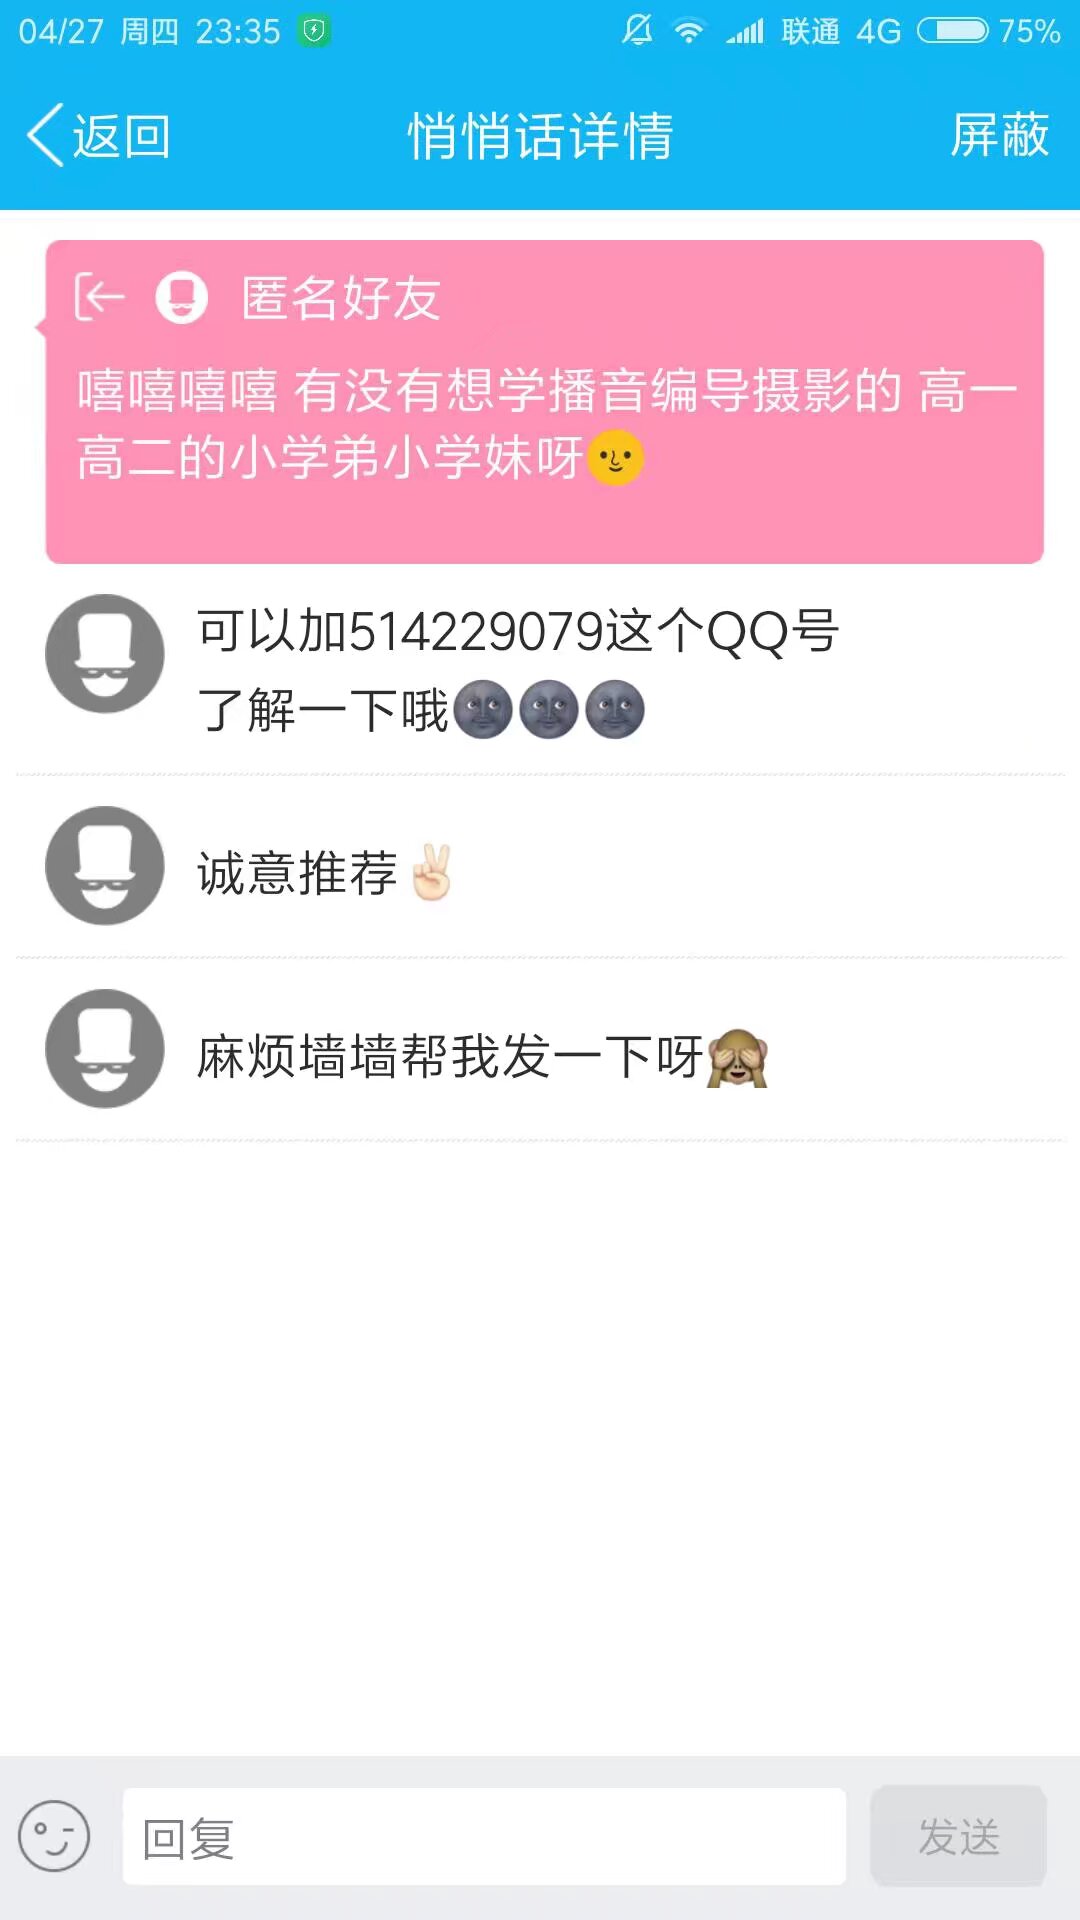 04/27 周四 23:35 联通 4G 75%
返回 悄悄话详情 屏蔽
匿名好友
嘻嘻嘻嘻 有没有想学播音编导摄影的 高一
高二的小学弟小学妹呀🌝
可以加514229079这个QQ号
了解一下哦🌚🌚🌚
诚意推荐✌🏻
麻烦墙墙帮我发一下呀🙈
回复 发送